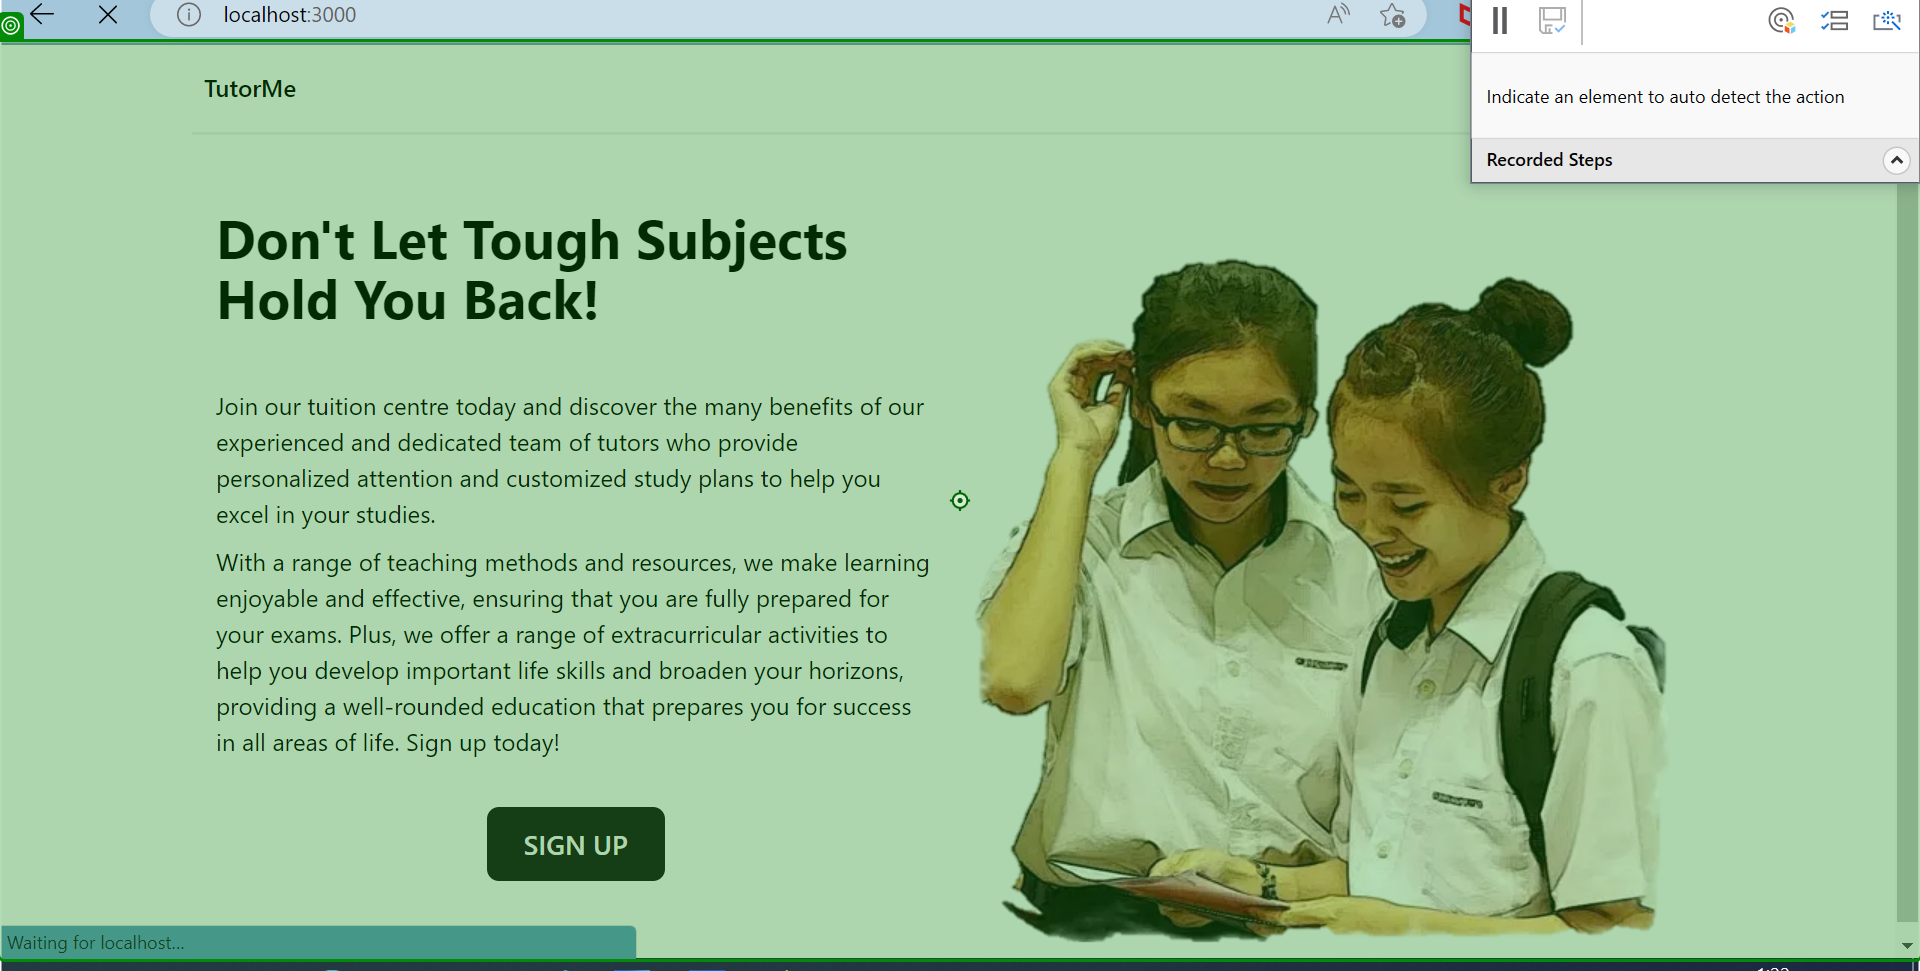 localhost:3000
Indicate an element to auto detect the action
Recorded Steps
TutorMe
Don't Let Tough Subjects
Hold You Back!
Join our tuition centre today and discover the many benefits of our
experienced and dedicated team of tutors who provide
personalized attention and customized study plans to help you
excel in your studies.
With a range of teaching methods and resources, we make learning
enjoyable and effective, ensuring that you are fully prepared for
your exams. Plus, we offer a range of extracurricular activities to
help you develop important life skills and broaden your horizons,
providing a well-rounded education that prepares you for success
in all areas of life. Sign up today!
SIGN UP
Waiting for localhost...